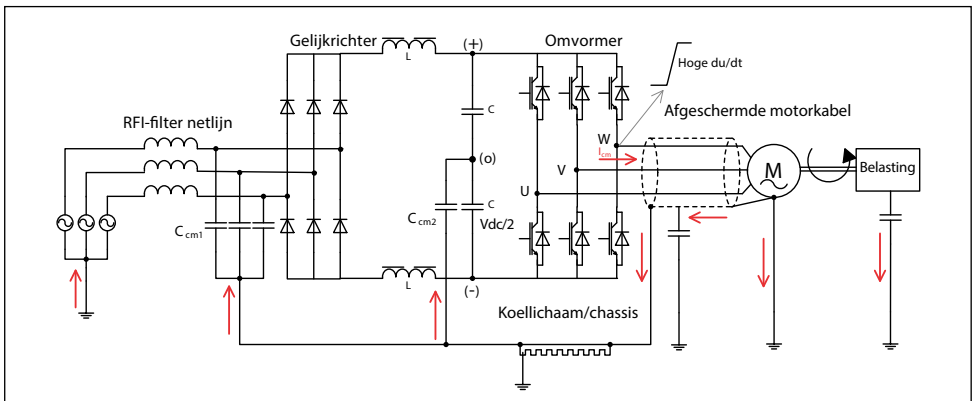 Gelijkrichter
L
(+)
Omvormer
Hoge du/dt
Afgeschermde motorkabel
RFI-filter netlijn
C
W
I cm
(o)
V
M
Belasting
U
C cm1
C cm2
C
Vdc/2
L
(-)
Koellichaam/chassis